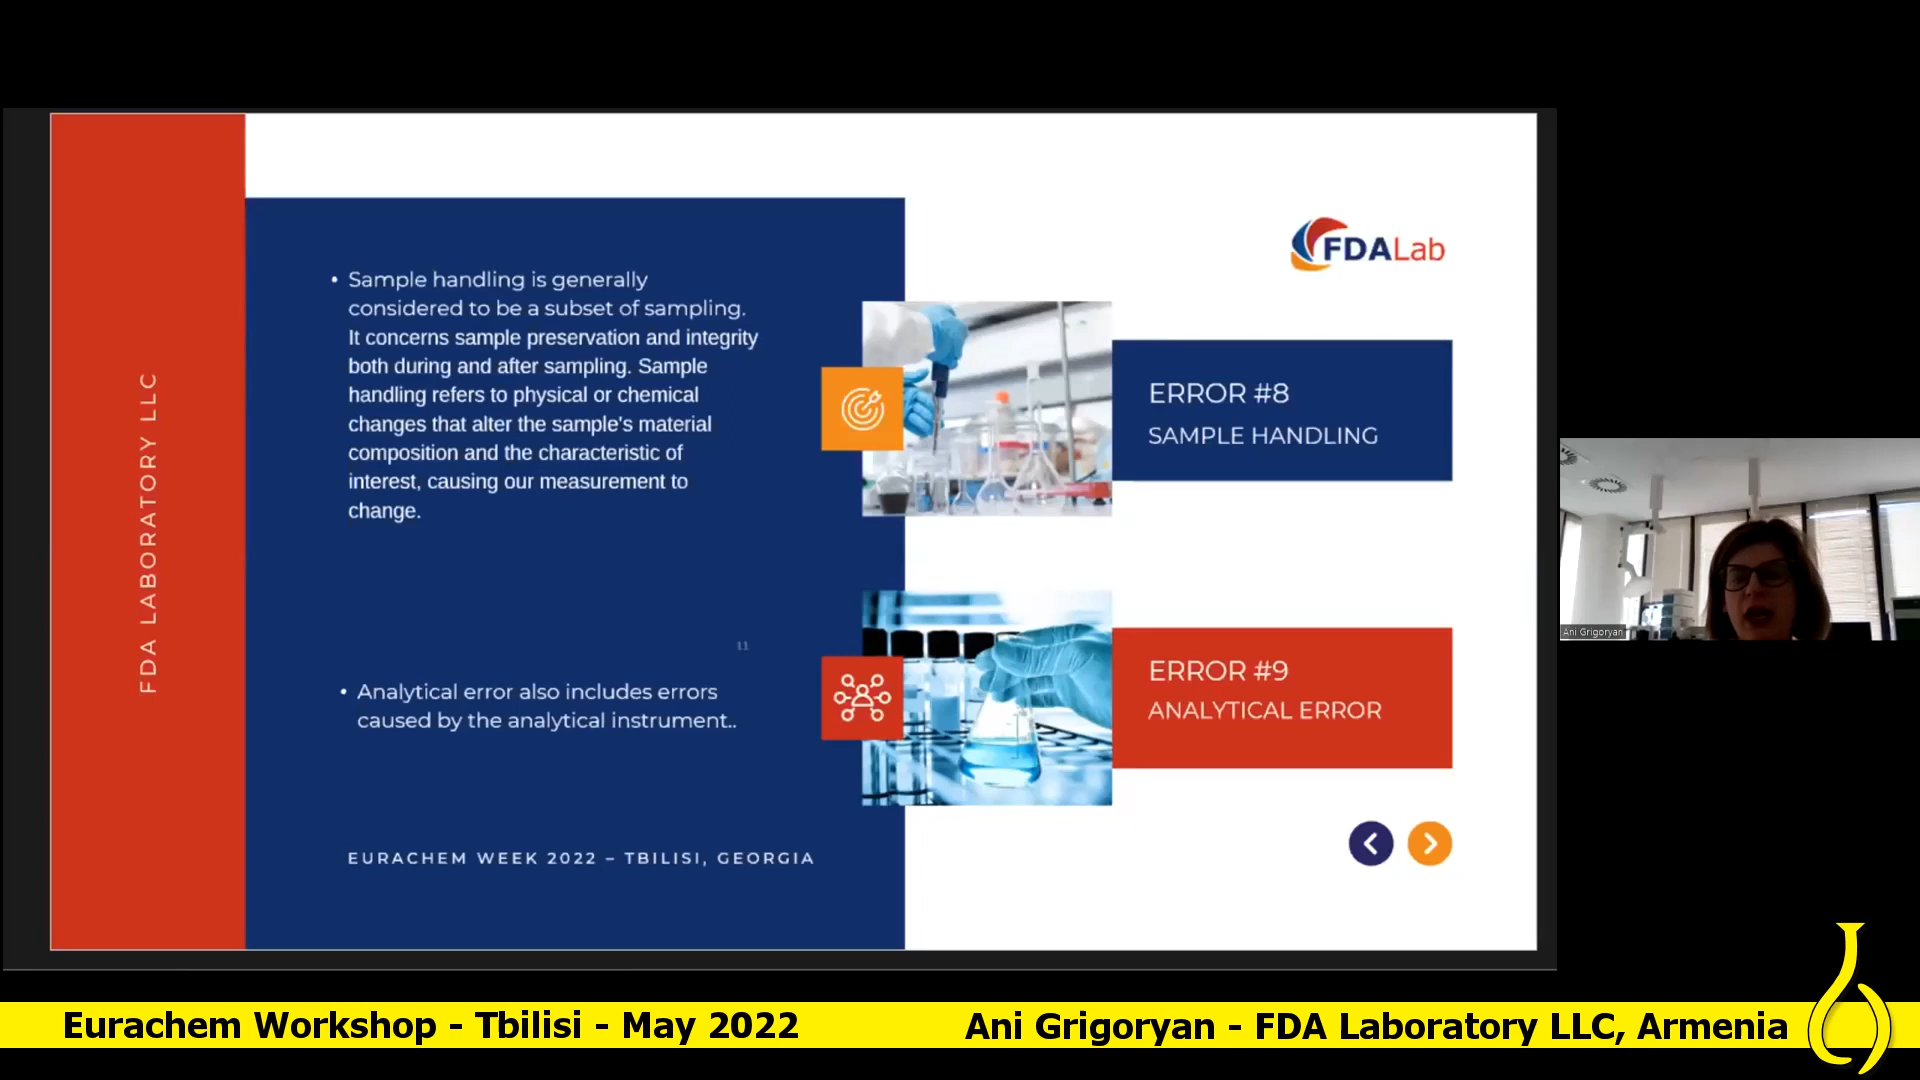 FDA LABORATORY LLC
• Sample handling is generally
considered to be a subset of sampling.
It concerns sample preservation and integrity
both during and after sampling. Sample
handling refers to physical or chemical
changes that alter the sample's material
composition and the characteristic of
interest, causing our measurement to
change.
11
• Analytical error also includes errors
caused by the analytical instrument..
EURACHEM WEEK 2022 – TBILISI, GEORGIA
FDALab
ERROR #8
SAMPLE HANDLING
ERROR #9
ANALYTICAL ERROR
Ani Grigoryan
Eurachem Workshop - Tbilisi - May 2022
Ani Grigoryan - FDA Laboratory LLC, Armenia